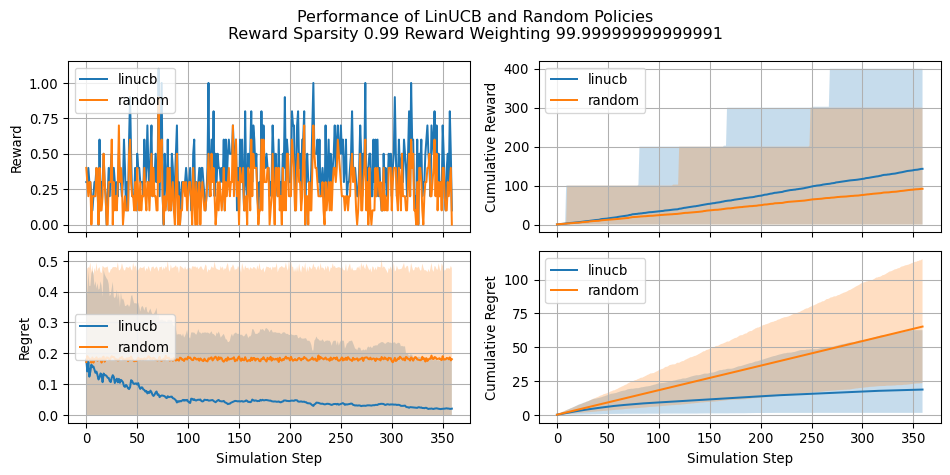 Performance of LinUCB and Random Policies
Reward Sparsity 0.99 Reward Weighting 99.99999999999991
Reward
1.00
0.75
0.50
0.25
0.00
linucb
random
Cumulative Reward
400
300
200
100
0
linucb
random
Regret
0.5
0.4
0.3
0.2
0.1
0.0
linucb
random
0 50 100 150 200 250 300 350
Simulation Step
Cumulative Regret
100
75
50
25
0
linucb
random
0 50 100 150 200 250 300 350
Simulation Step